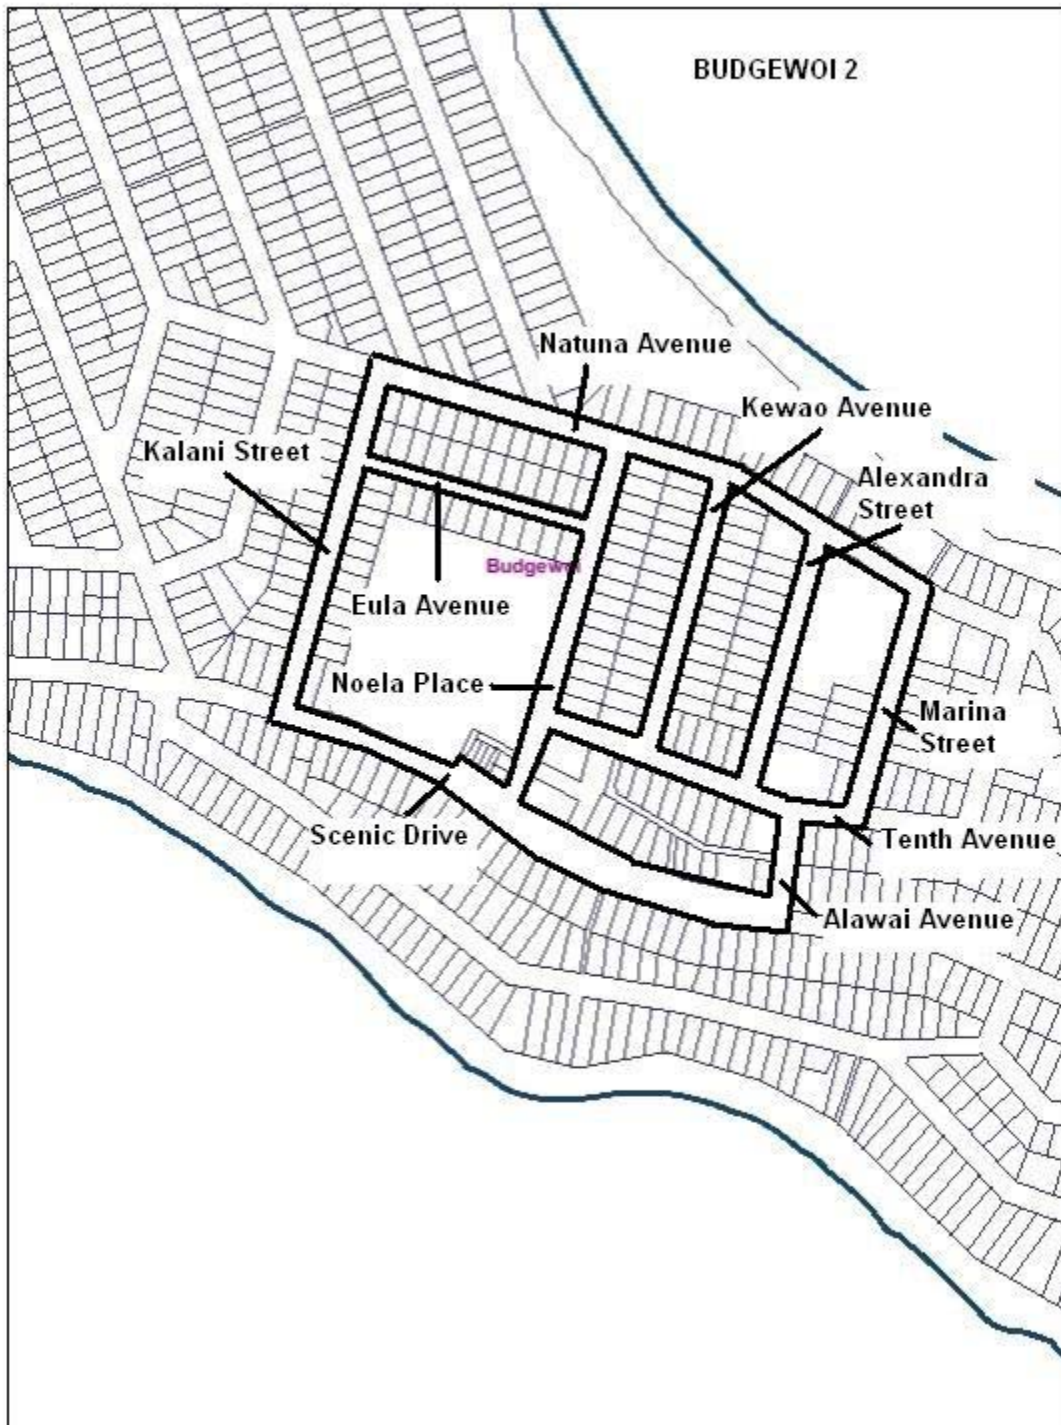 BUDGEWOI 2
Natuna Avenue
Kewao Avenue
Kalani Street
Alexandra
Street
Budgewoi
Eula Avenue
Noela Place
Marina
Street
Scenic Drive
Tenth Avenue
Alawai Avenue